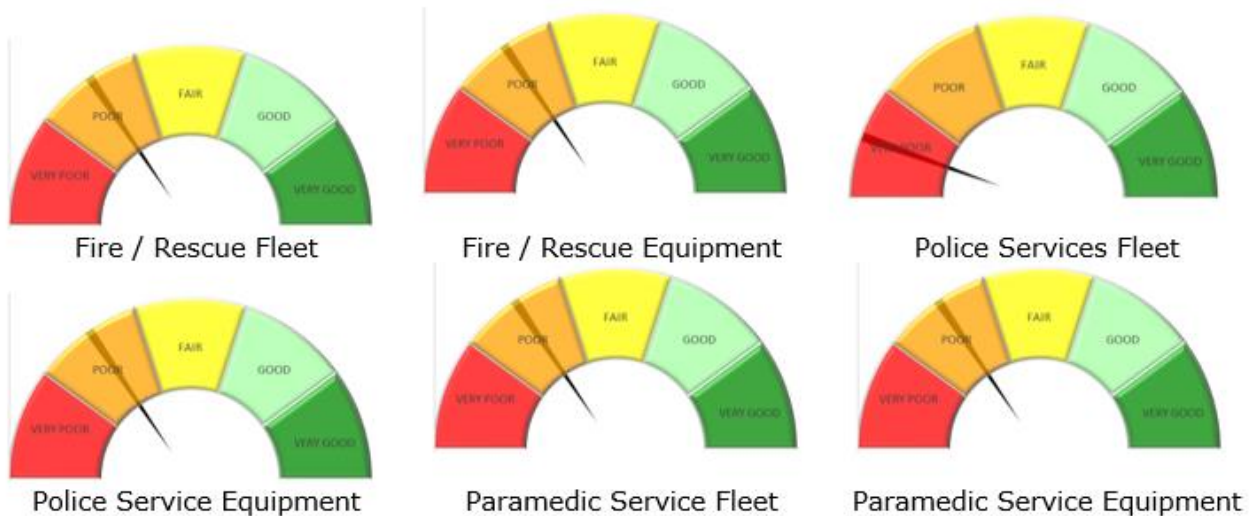 FAIR
POOR
GOOD
VERY POOR
VERY GOOD
Fire / Rescue Fleet
FAIR
POOR
GOOD
VERY POOR
VERY GOOD
Fire / Rescue Equipment
FAIR
POOR
GOOD
VERY POOR
VERY GOOD
Police Services Fleet
FAIR
POOR
GOOD
VERY POOR
VERY GOOD
Police Service Equipment
FAIR
POOR
GOOD
VERY POOR
VERY GOOD
Paramedic Service Fleet
FAIR
POOR
GOOD
VERY POOR
VERY GOOD
Paramedic Service Equipment